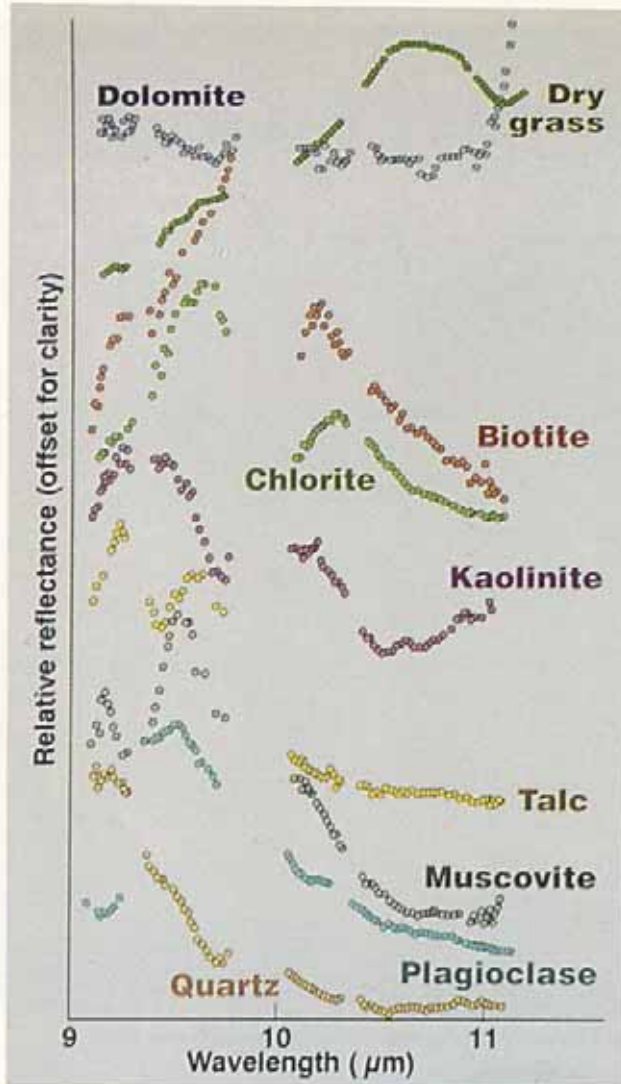 Dolomite
Dry
grass
Biotite
Chlorite
Kaolinite
Talc
Muscovite
Plagioclase
Quartz
Relative reflectance (offset for clarity)
9
10
11
Wavelength ( µm)